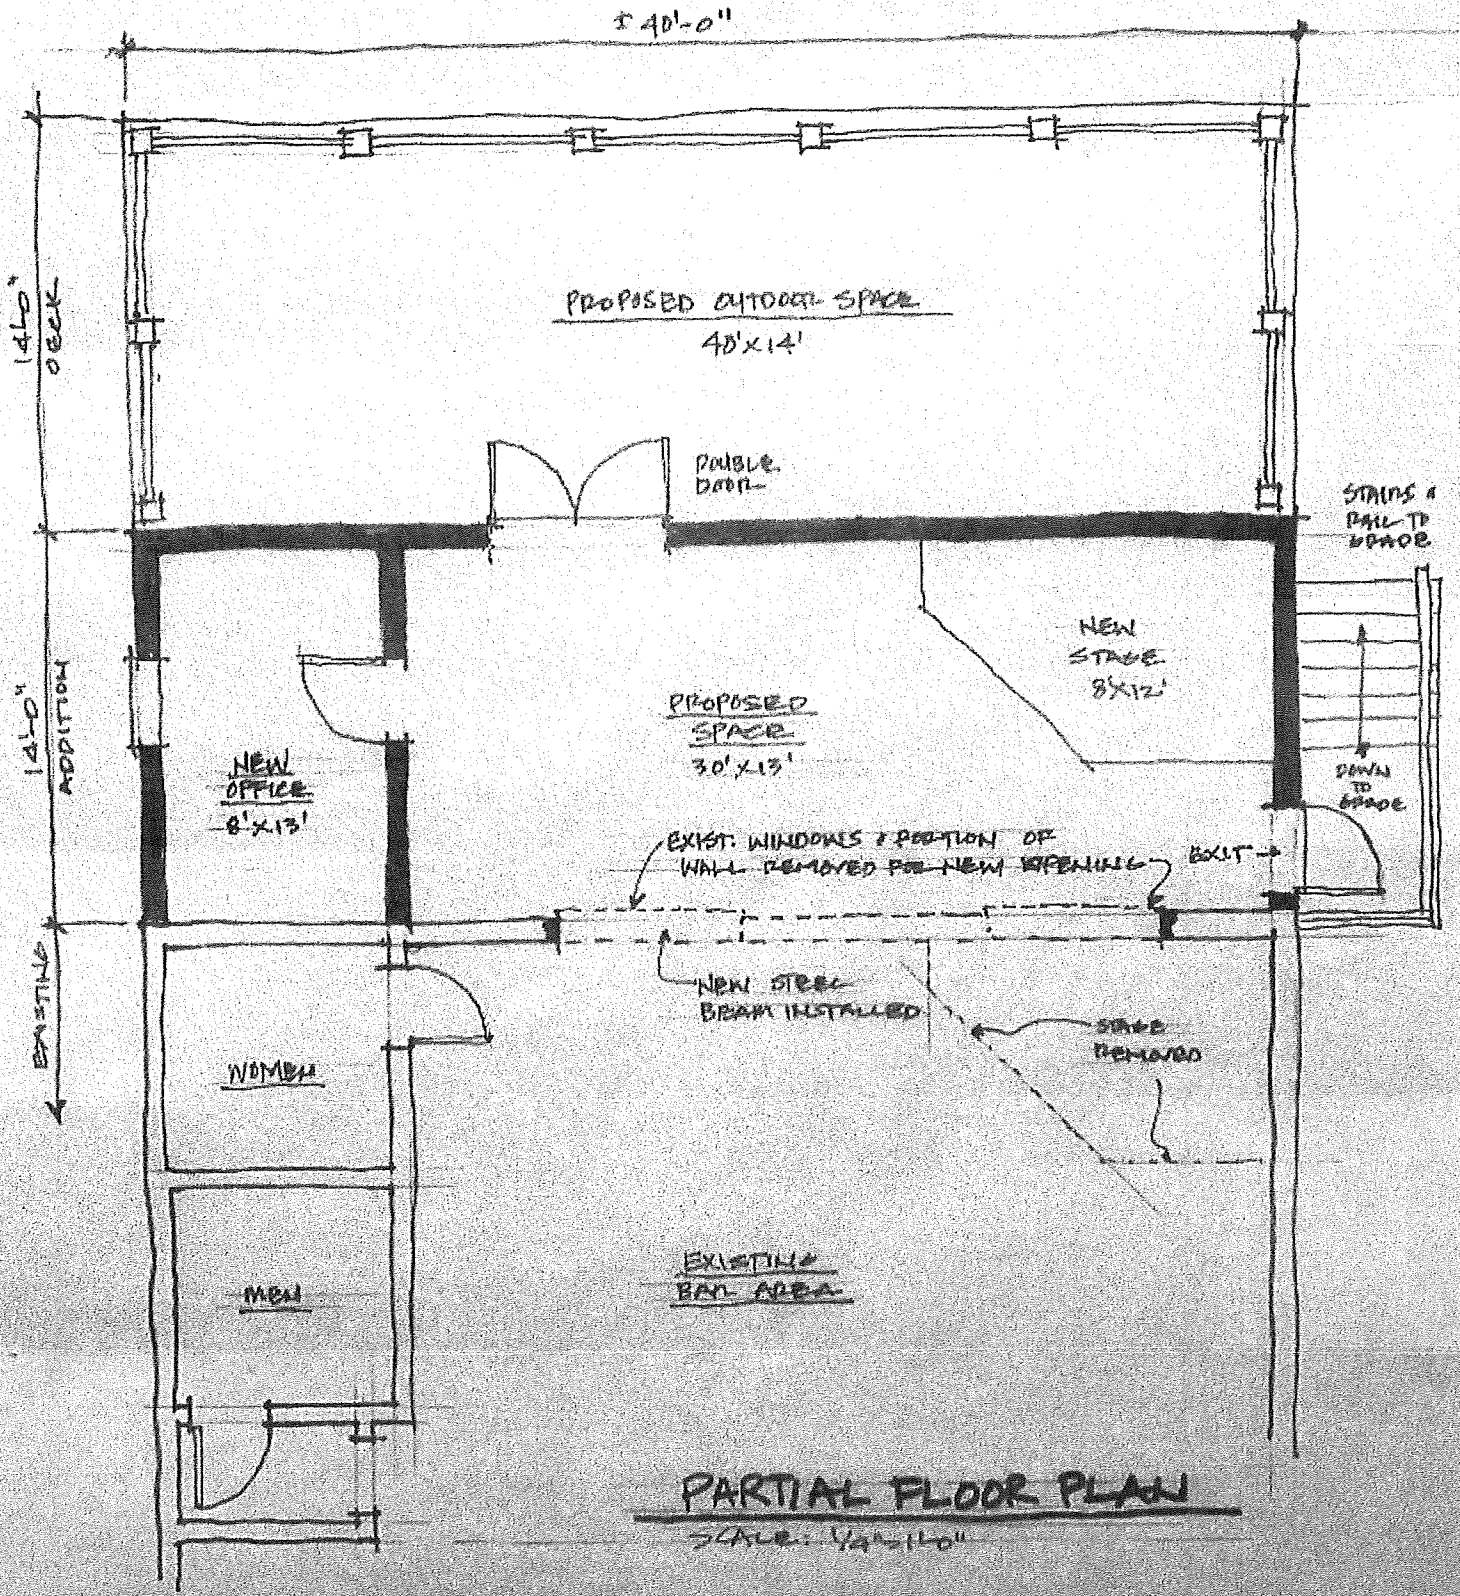 ± 40'-0"
14'-0"
DECK
PROPOSED OUTDOOR SPACE
40'X14'
DOUBLE
DOOR
STAIRS &
RAIL TO
GRADE
14'-0"
ADDITION
NEW
STAGE
8'X12'
PROPOSED
SPACE
30'X13'
NEW
OFFICE
8'X13'
DOWN
TO
GRADE
EXIST. WINDOWS & PORTION OF
WALL REMOVED FOR NEW OPENING
EXIT
EXISTING
NEW STEEL
BEAM INSTALLED
STAGE
REMOVED
WOMEN
MEN
EXISTING
BAR AREA
PARTIAL FLOOR PLAN
SCALE: 1/4"=1'-0"